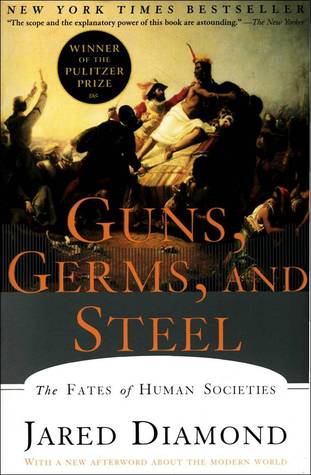 NEW YORK TIMES BESTSELLER
"The scope and the explanatory power of this book are astounding." —The New Yorker
WINNER
OF THE
PULITZER
PRIZE
GUNS,
GERMS, AND
STEEL
THE FATES OF HUMAN SOCIETIES
JARED DIAMOND
WITH A NEW AFTERWORD ABOUT THE MODERN WORLD